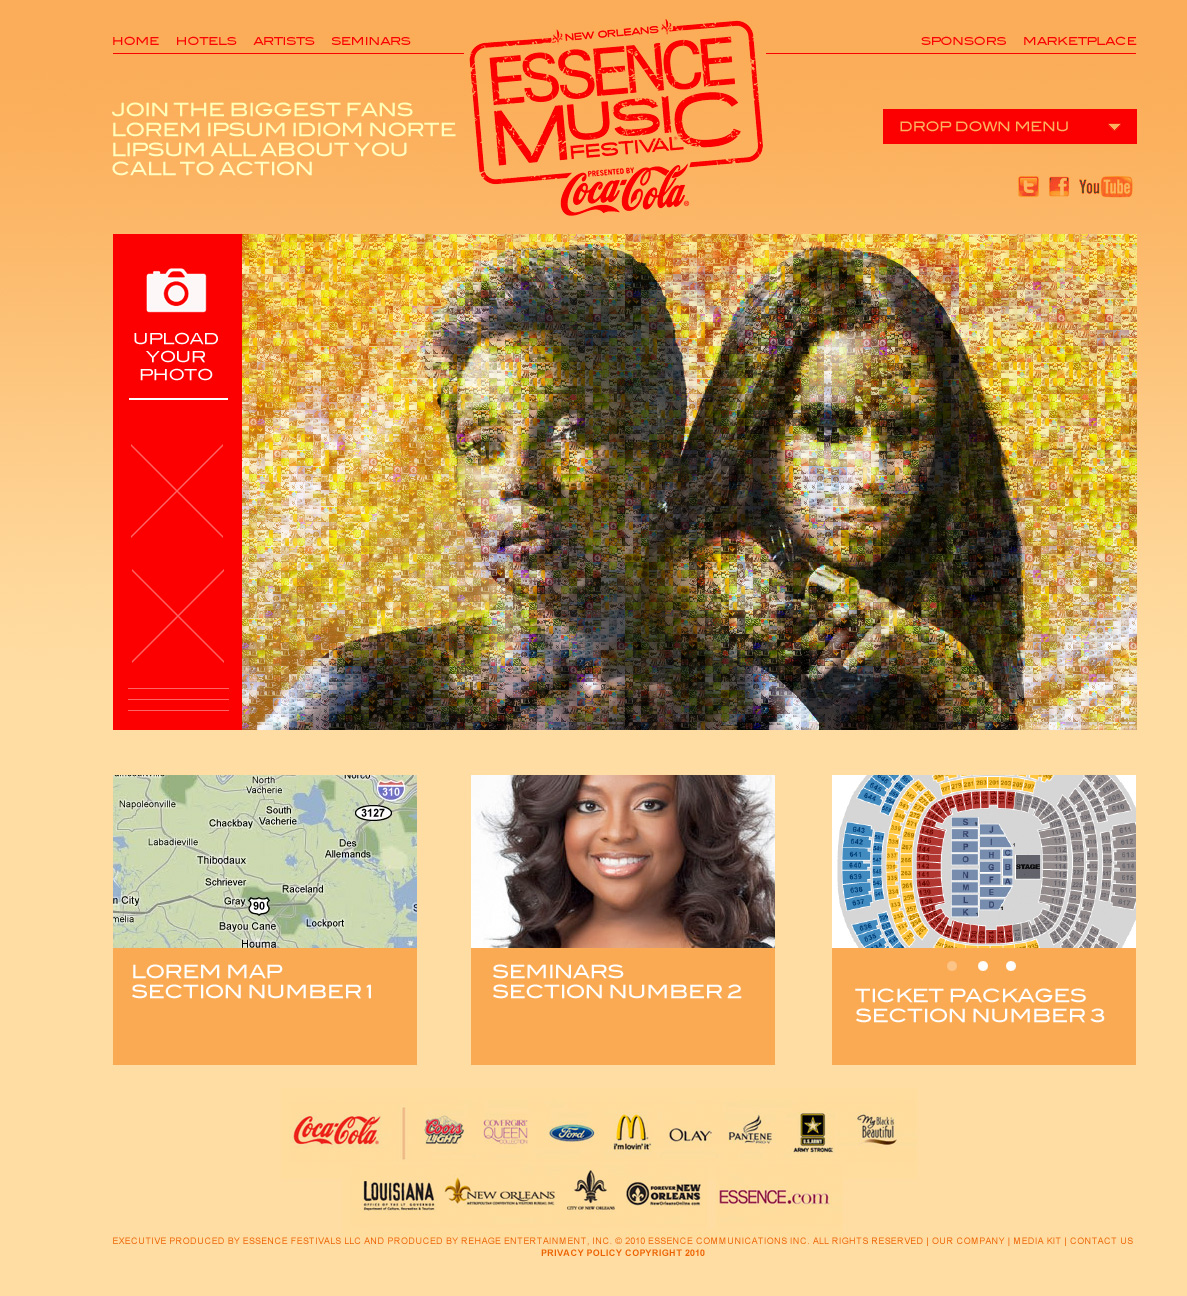 HOME HOTELS ARTISTS SEMINARS
SPONSORS MARKETPLACE
NEW ORLEANS
ESSENCE
MUSIC
FESTIVAL
PRESENTED BY
Coca-Cola
JOIN THE BIGGEST FANS
LOREM IPSUM IDIOM NORTE
LIPSUM ALL ABOUT YOU
CALL TO ACTION
DROP DOWN MENU
t f YouTube
UPLOAD
YOUR
PHOTO
North
Vacherie
Norco
310
Napoleonville
South
Vacherie
3127
Chackbay
Labadieville
Des
Allemands
Thibodaux
Schriever
Raceland
Gray
90
Lockport
Bayou Cane
Houma
STAGE
LOREM MAP
SECTION NUMBER 1
SEMINARS
SECTION NUMBER 2
TICKET PACKAGES
SECTION NUMBER 3
Coca-Cola
Coors
LIGHT
COVERGIRL
QUEEN
COLLECTION
Ford
i'm lovin' it
OLAY
PANTENE
U.S. ARMY
ARMY STRONG
My Black is
Beautiful
LOUISIANA
NEW ORLEANS
CITY OF NEW ORLEANS
FOREVER NEW
ORLEANS
NewOrleansOnline.com
ESSENCE.com
EXECUTIVE PRODUCED BY ESSENCE FESTIVALS LLC AND PRODUCED BY REHAGE ENTERTAINMENT, INC. © 2010 ESSENCE COMMUNICATIONS INC. ALL RIGHTS RESERVED | OUR COMPANY | MEDIA KIT | CONTACT US
PRIVACY POLICY COPYRIGHT 2010